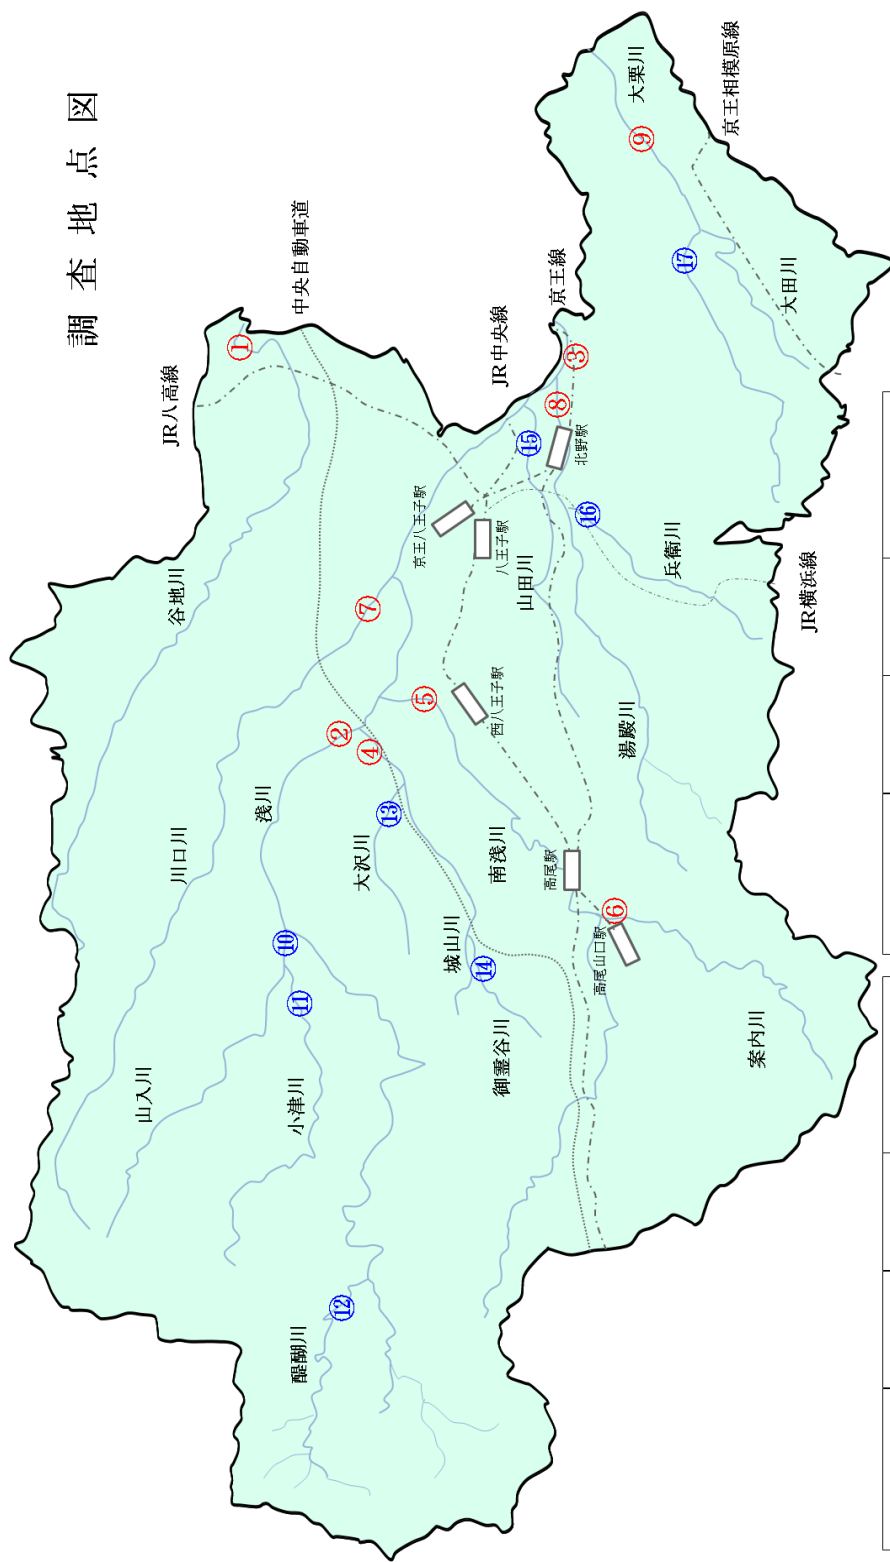 調査地点図
JR八高線
中央自動車道
①
谷地川
JR中央線
京王線
大栗川
京王相模原線
⑨
⑰
大田川
③
⑧
⑮
北野駅
京王八王子駅
八王子駅
⑯
兵衛川
JR横浜線
山田川
⑦
⑤
西八王子駅
②
④
湯殿川
⑬
浅川
川口川
大沢川
南浅川
高尾駅
⑥
高尾山口駅
⑩
⑪
城山川
⑭
御霊谷川
案内川
山入川
小津川
⑫
醍醐川